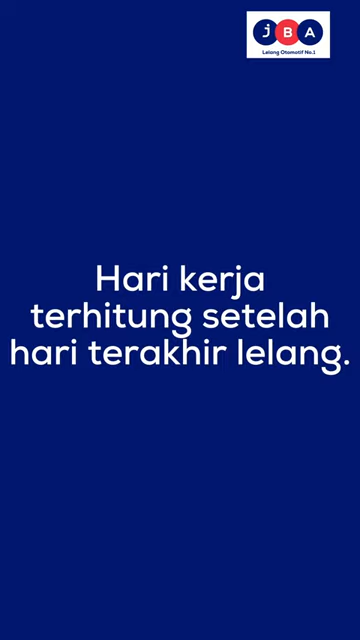 JBA
Lelang Otomotif No.1
Hari kerja
terhitung setelah
hari terakhir lelang.